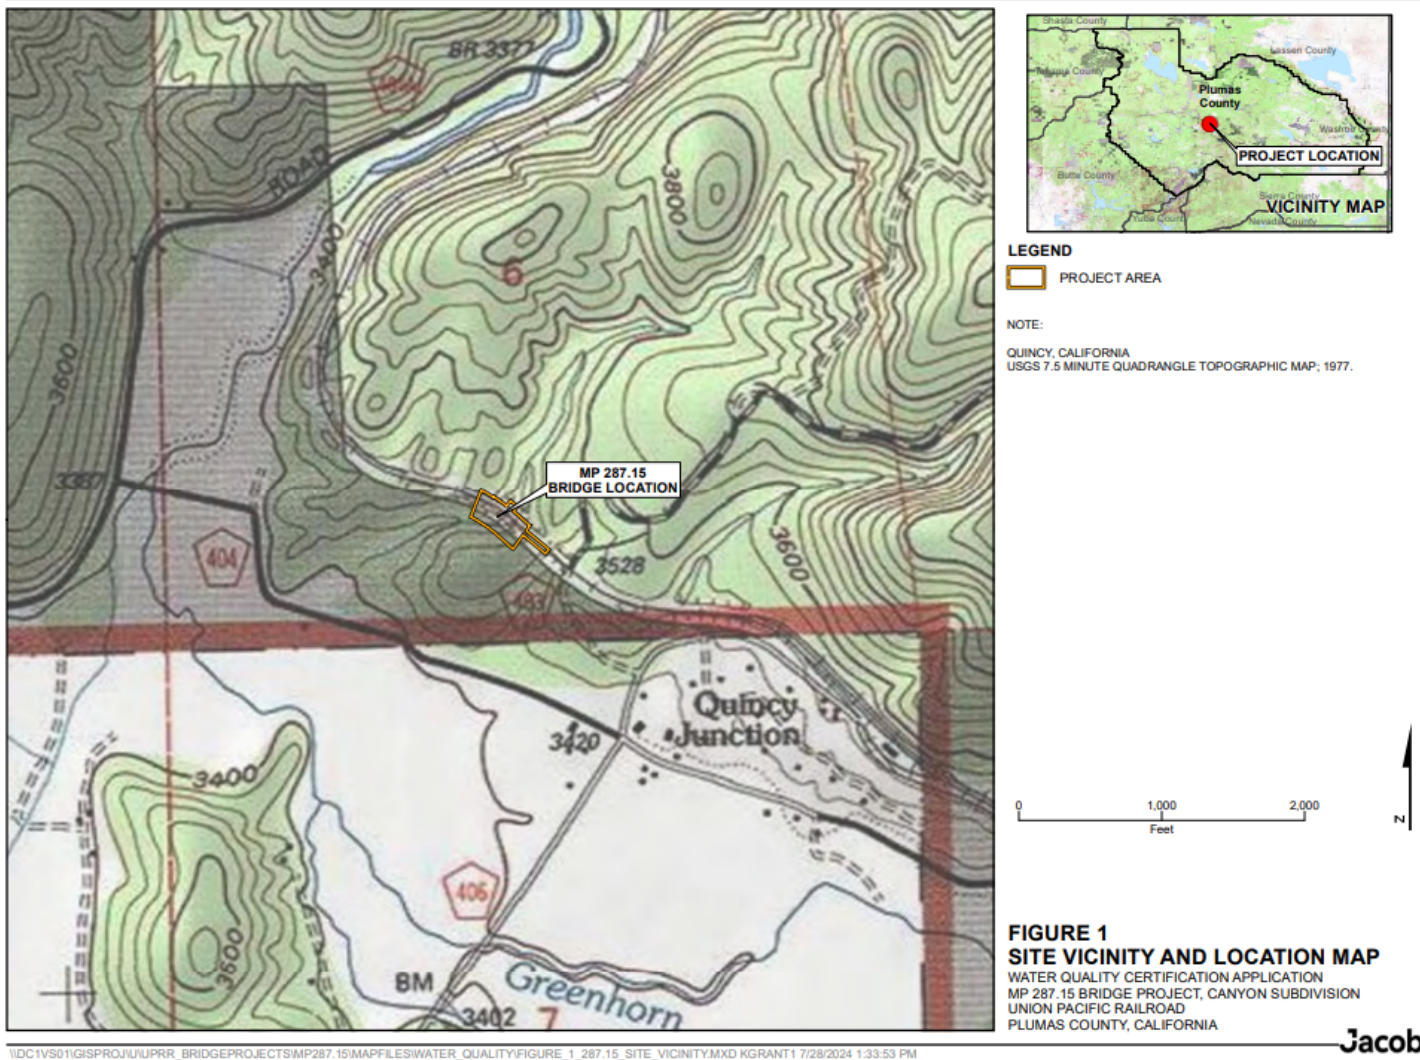 BR 3377
ROAD
3400
3800
6
3600
3387
MP 287.15
BRIDGE LOCATION
404
3528
3600
403
Quincy
Junction
3420
3400
3600
406
BM
3402
7
Greenhorn
Shasta County
Lassen County
Tehama County
Plumas
County
Washoe County
PROJECT LOCATION
Butte County
Sierra County
VICINITY MAP
Yuba County
Nevada County
LEGEND
PROJECT AREA
NOTE:
QUINCY, CALIFORNIA
USGS 7.5 MINUTE QUADRANGLE TOPOGRAPHIC MAP; 1977.
0 1,000 2,000
Feet
N
FIGURE 1
SITE VICINITY AND LOCATION MAP
WATER QUALITY CERTIFICATION APPLICATION
MP 287.15 BRIDGE PROJECT, CANYON SUBDIVISION
UNION PACIFIC RAILROAD
PLUMAS COUNTY, CALIFORNIA
Jacob
\\DC1VS01\GISPROJ\U\UPRR_BRIDGEPROJECTS\MP287.15\MAPFILES\WATER_QUALITY\FIGURE_1_287.15_SITE_VICINITY.MXD KGRANT1 7/28/2024 1:33:53 PM